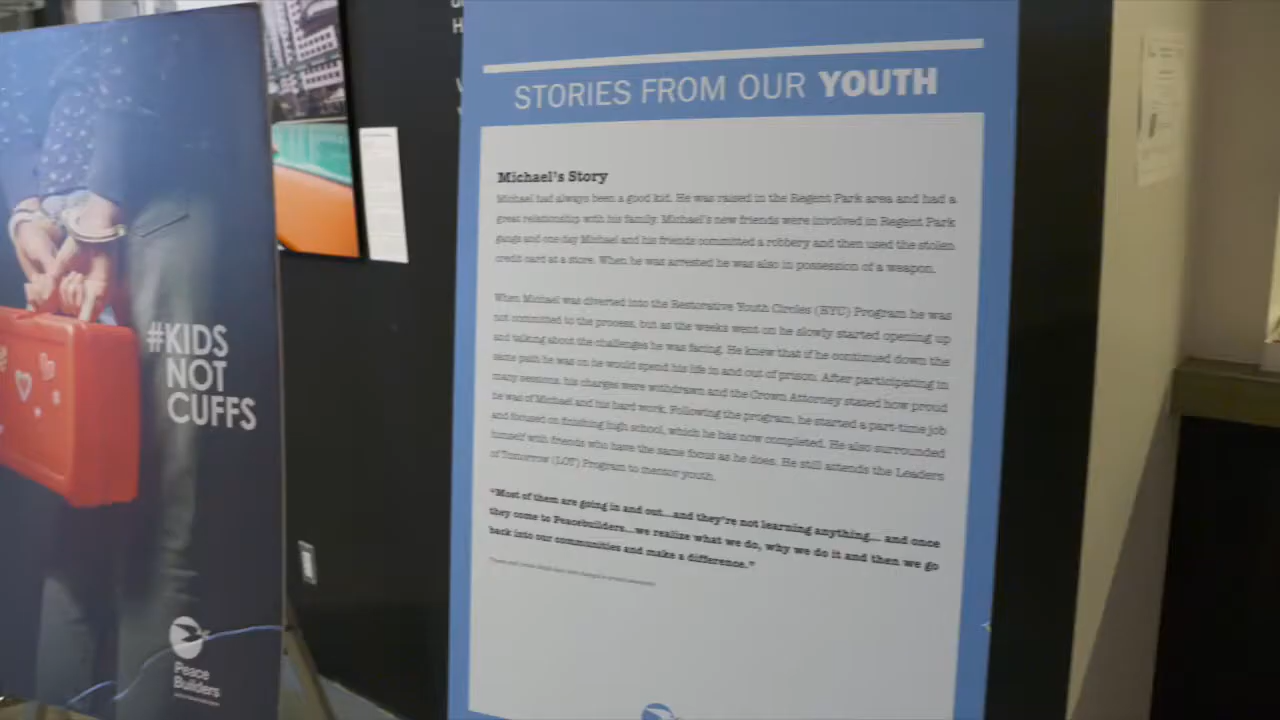 #KIDS
NOT
CUFFS
Peace
Builders
STORIES FROM OUR YOUTH
Michael's Story
Michael had always been a good kid. He was raised in the Regent Park area and had a
great relationship with his family. Michael's new friends were involved in Regent Park
gangs and one day Michael and his friends committed a robbery and then used the stolen
credit card at a store. When he was arrested he was also in possession of a weapon.
When Michael was diverted into the Restorative Youth Circles (RYC) Program he was
not committed to the process, but as the weeks went on he slowly started opening up
and talking about the challenges he was facing. He knew that if he continued down the
same path he was on he would spend his life in and out of prison. After participating in
many sessions, his charges were withdrawn and the Crown Attorney stated how proud
he was of Michael and his hard work. Following the program, he started a part-time job
and focused on finishing high school, which he has now completed. He also surrounded
himself with friends who have the same focus as he does. He still attends the Leaders
of Tomorrow (LOT) Program to mentor youth.
"Most of them are going in and out...and they're not learning anything... and once
they come to Peacebuilders...we realize what we do, why we do it and then we go
back into our communities and make a difference."